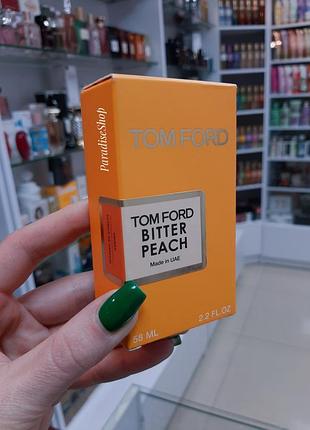 ParadiseShop
TOM FORD
TOM FORD
BITTER
PEACH
Made in UAE
58 ML
2.2 FL.OZ